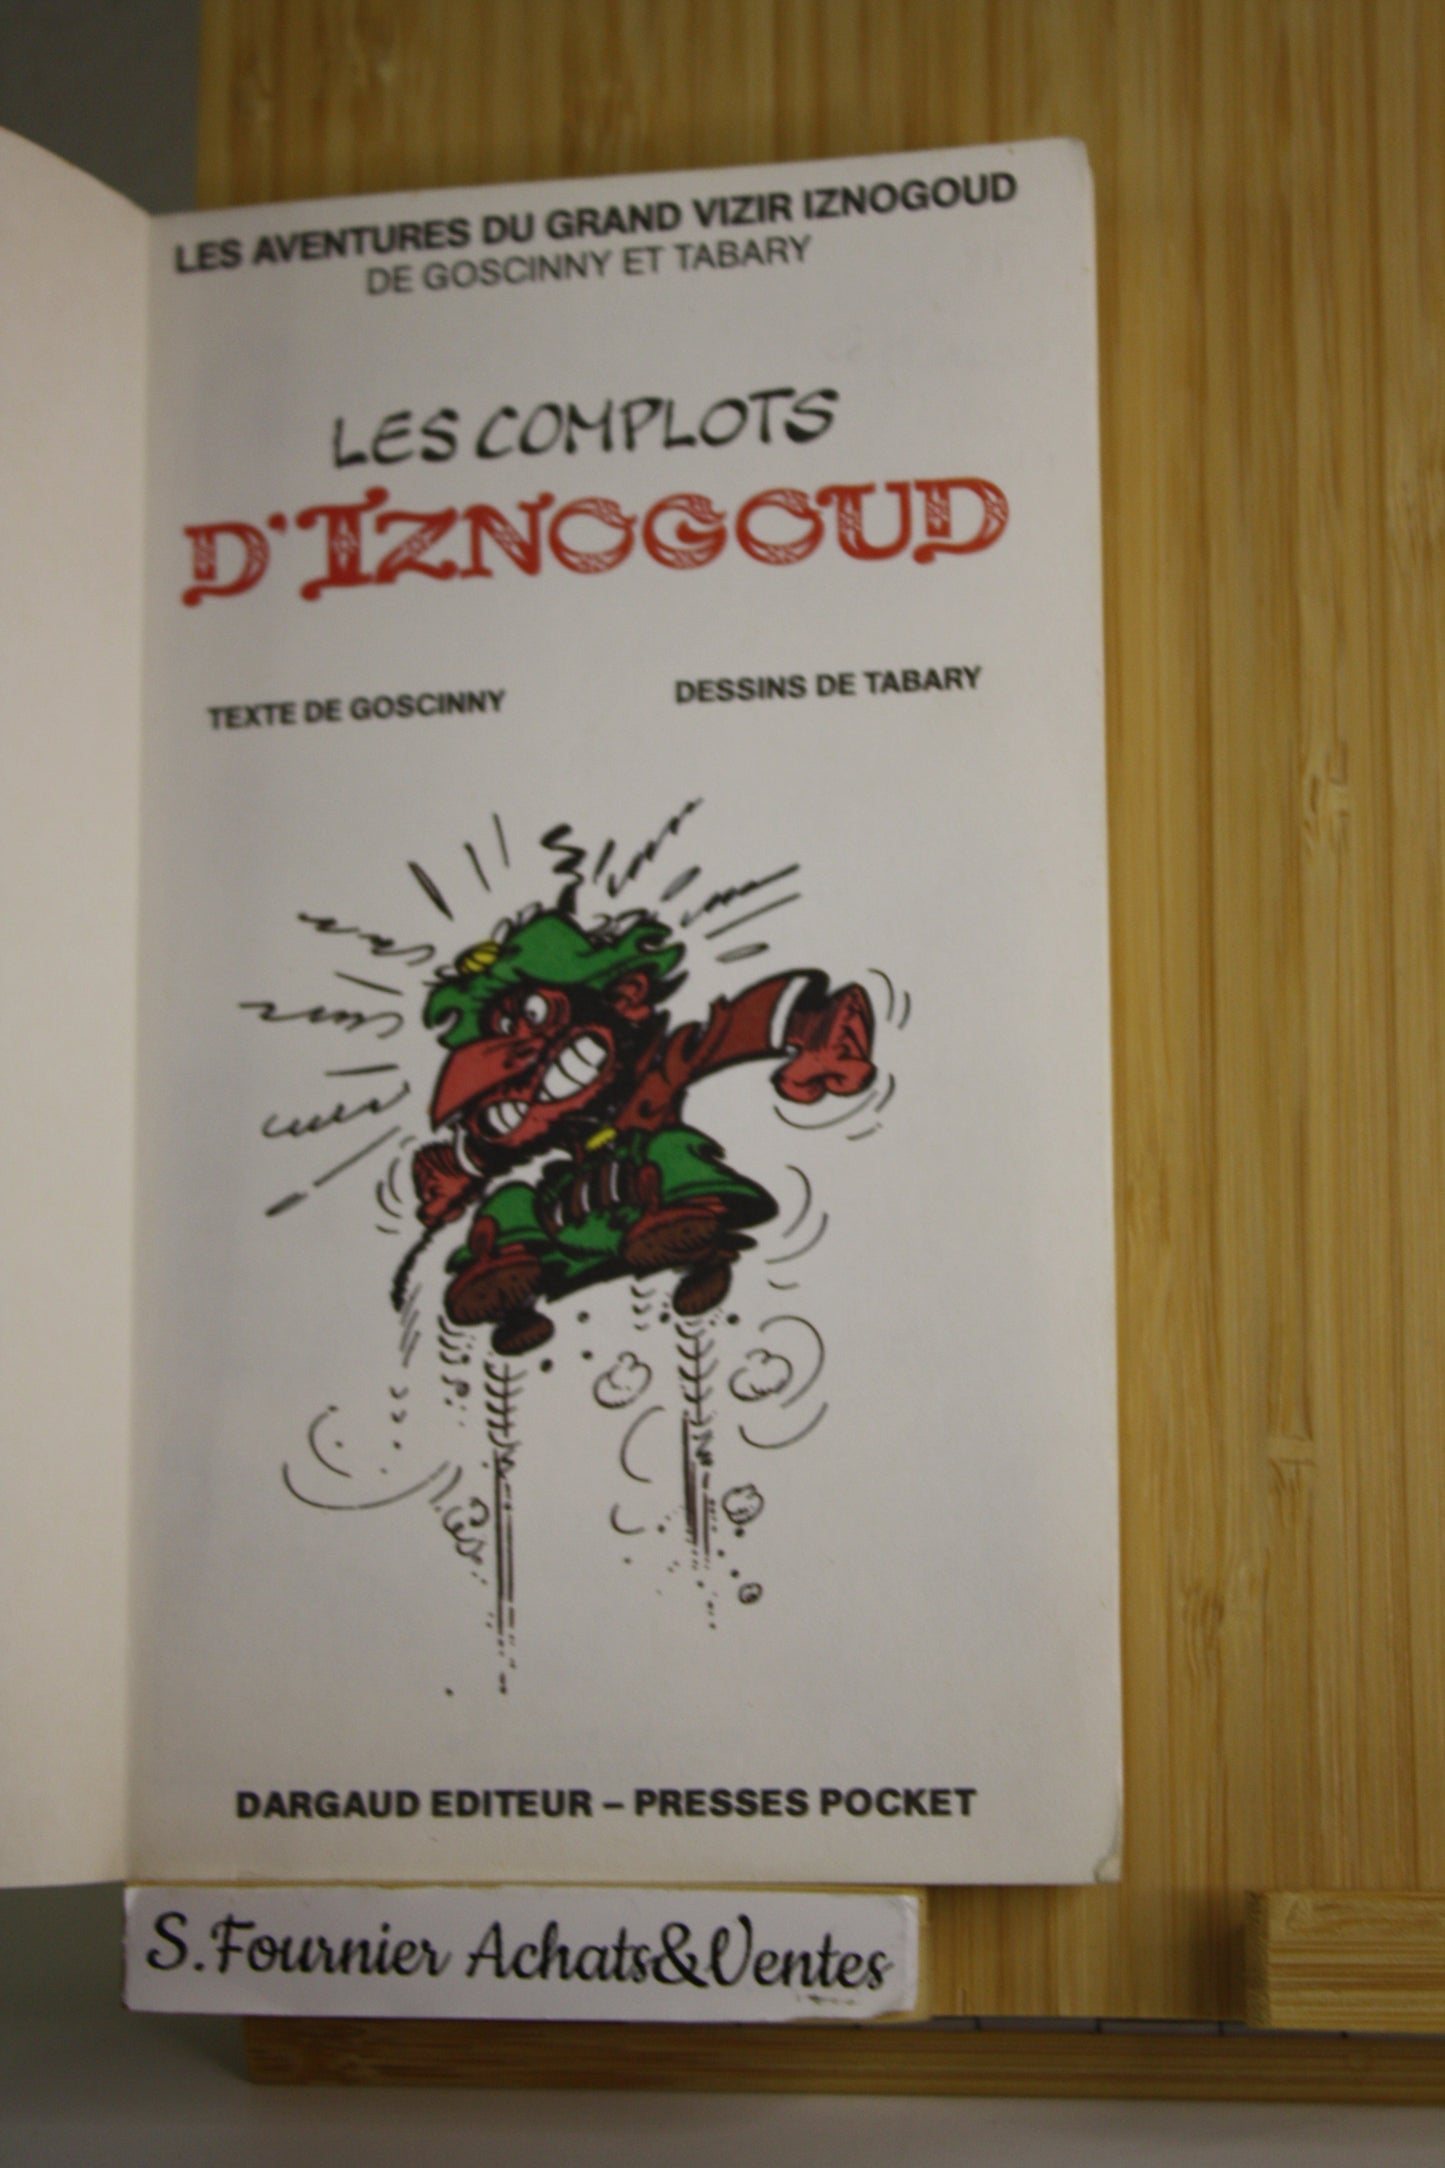 LES AVENTURES DU GRAND VIZIR IZNOGOUD
DE GOSCINNY ET TABARY
LES COMPLOTS
D'IZNOGOUD
TEXTE DE GOSCINNY
DESSINS DE TABARY
DARGAUD EDITEUR – PRESSES POCKET
S.Fournier Achats&Ventes